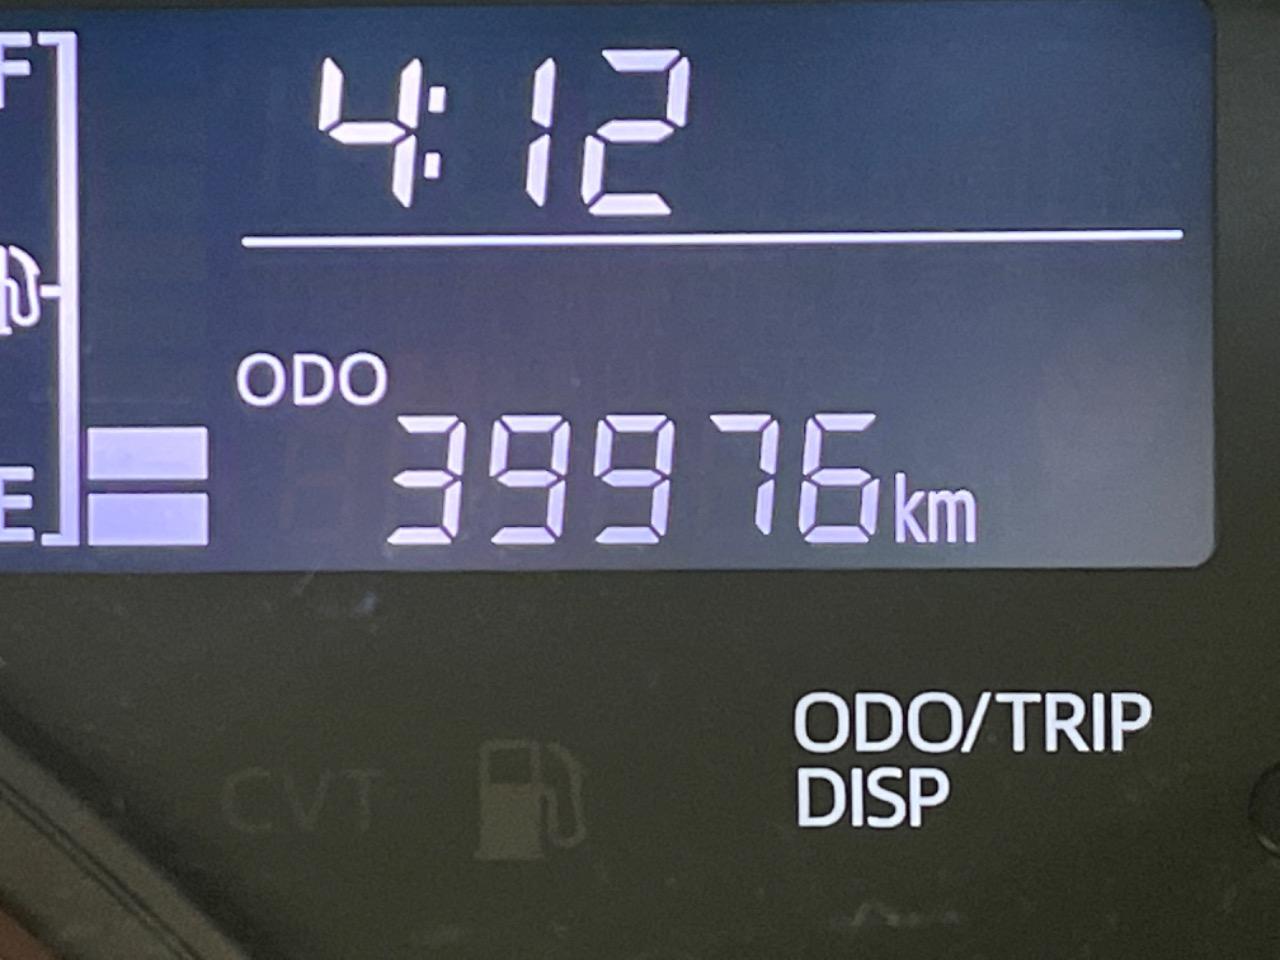 F
4:12
ODO
39976km
E
ODO/TRIP
DISP
CVT